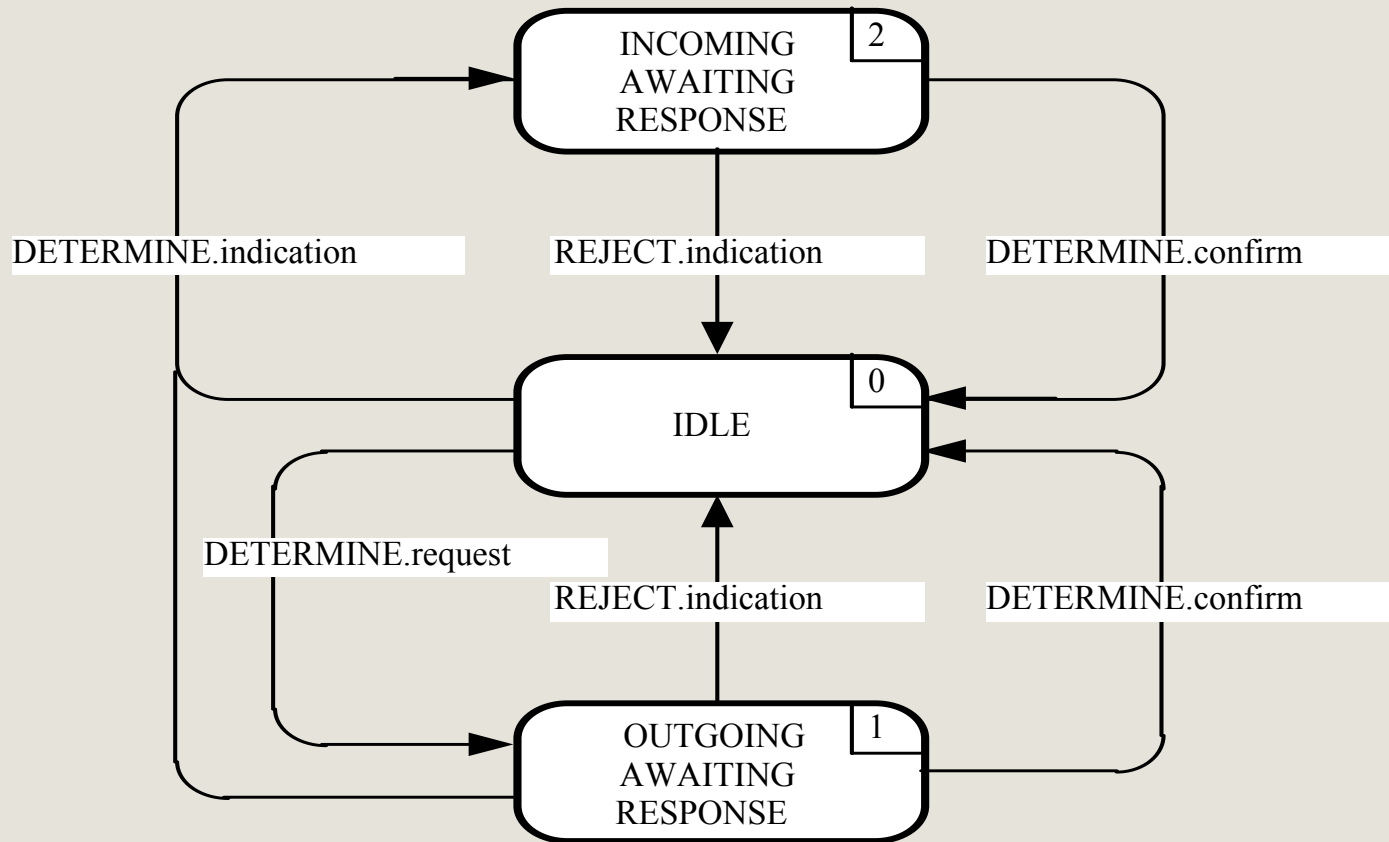 2
INCOMING
AWAITING
RESPONSE
DETERMINE.indication
REJECT.indication
DETERMINE.confirm
0
IDLE
DETERMINE.request
REJECT.indication
DETERMINE.confirm
1
OUTGOING
AWAITING
RESPONSE